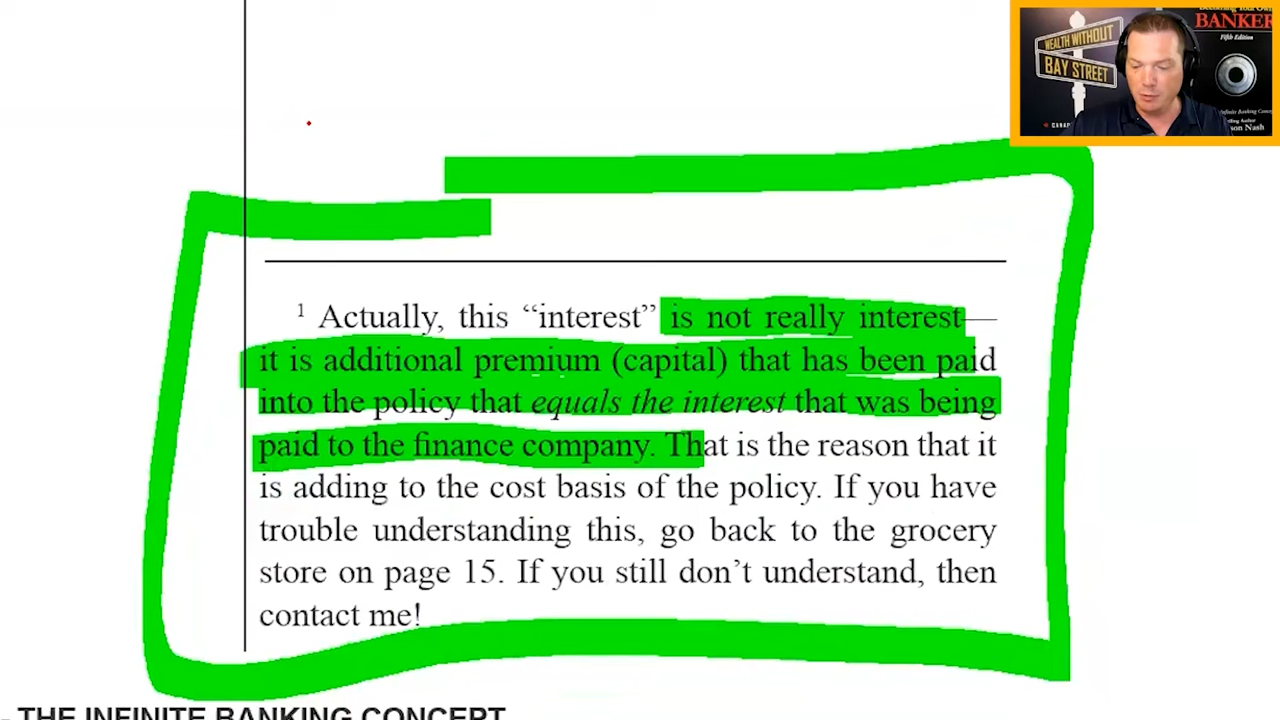 WEALTH WITHOUT
BAY STREET
BANKER
Fifth Edition
son Nash
¹ Actually, this “interest” is not really interest—
it is additional premium (capital) that has been paid
into the policy that equals the interest that was being
paid to the finance company. That is the reason that it
is adding to the cost basis of the policy. If you have
trouble understanding this, go back to the grocery
store on page 15. If you still don’t understand, then
contact me!
- THE INFINITE BANKING CONCEPT